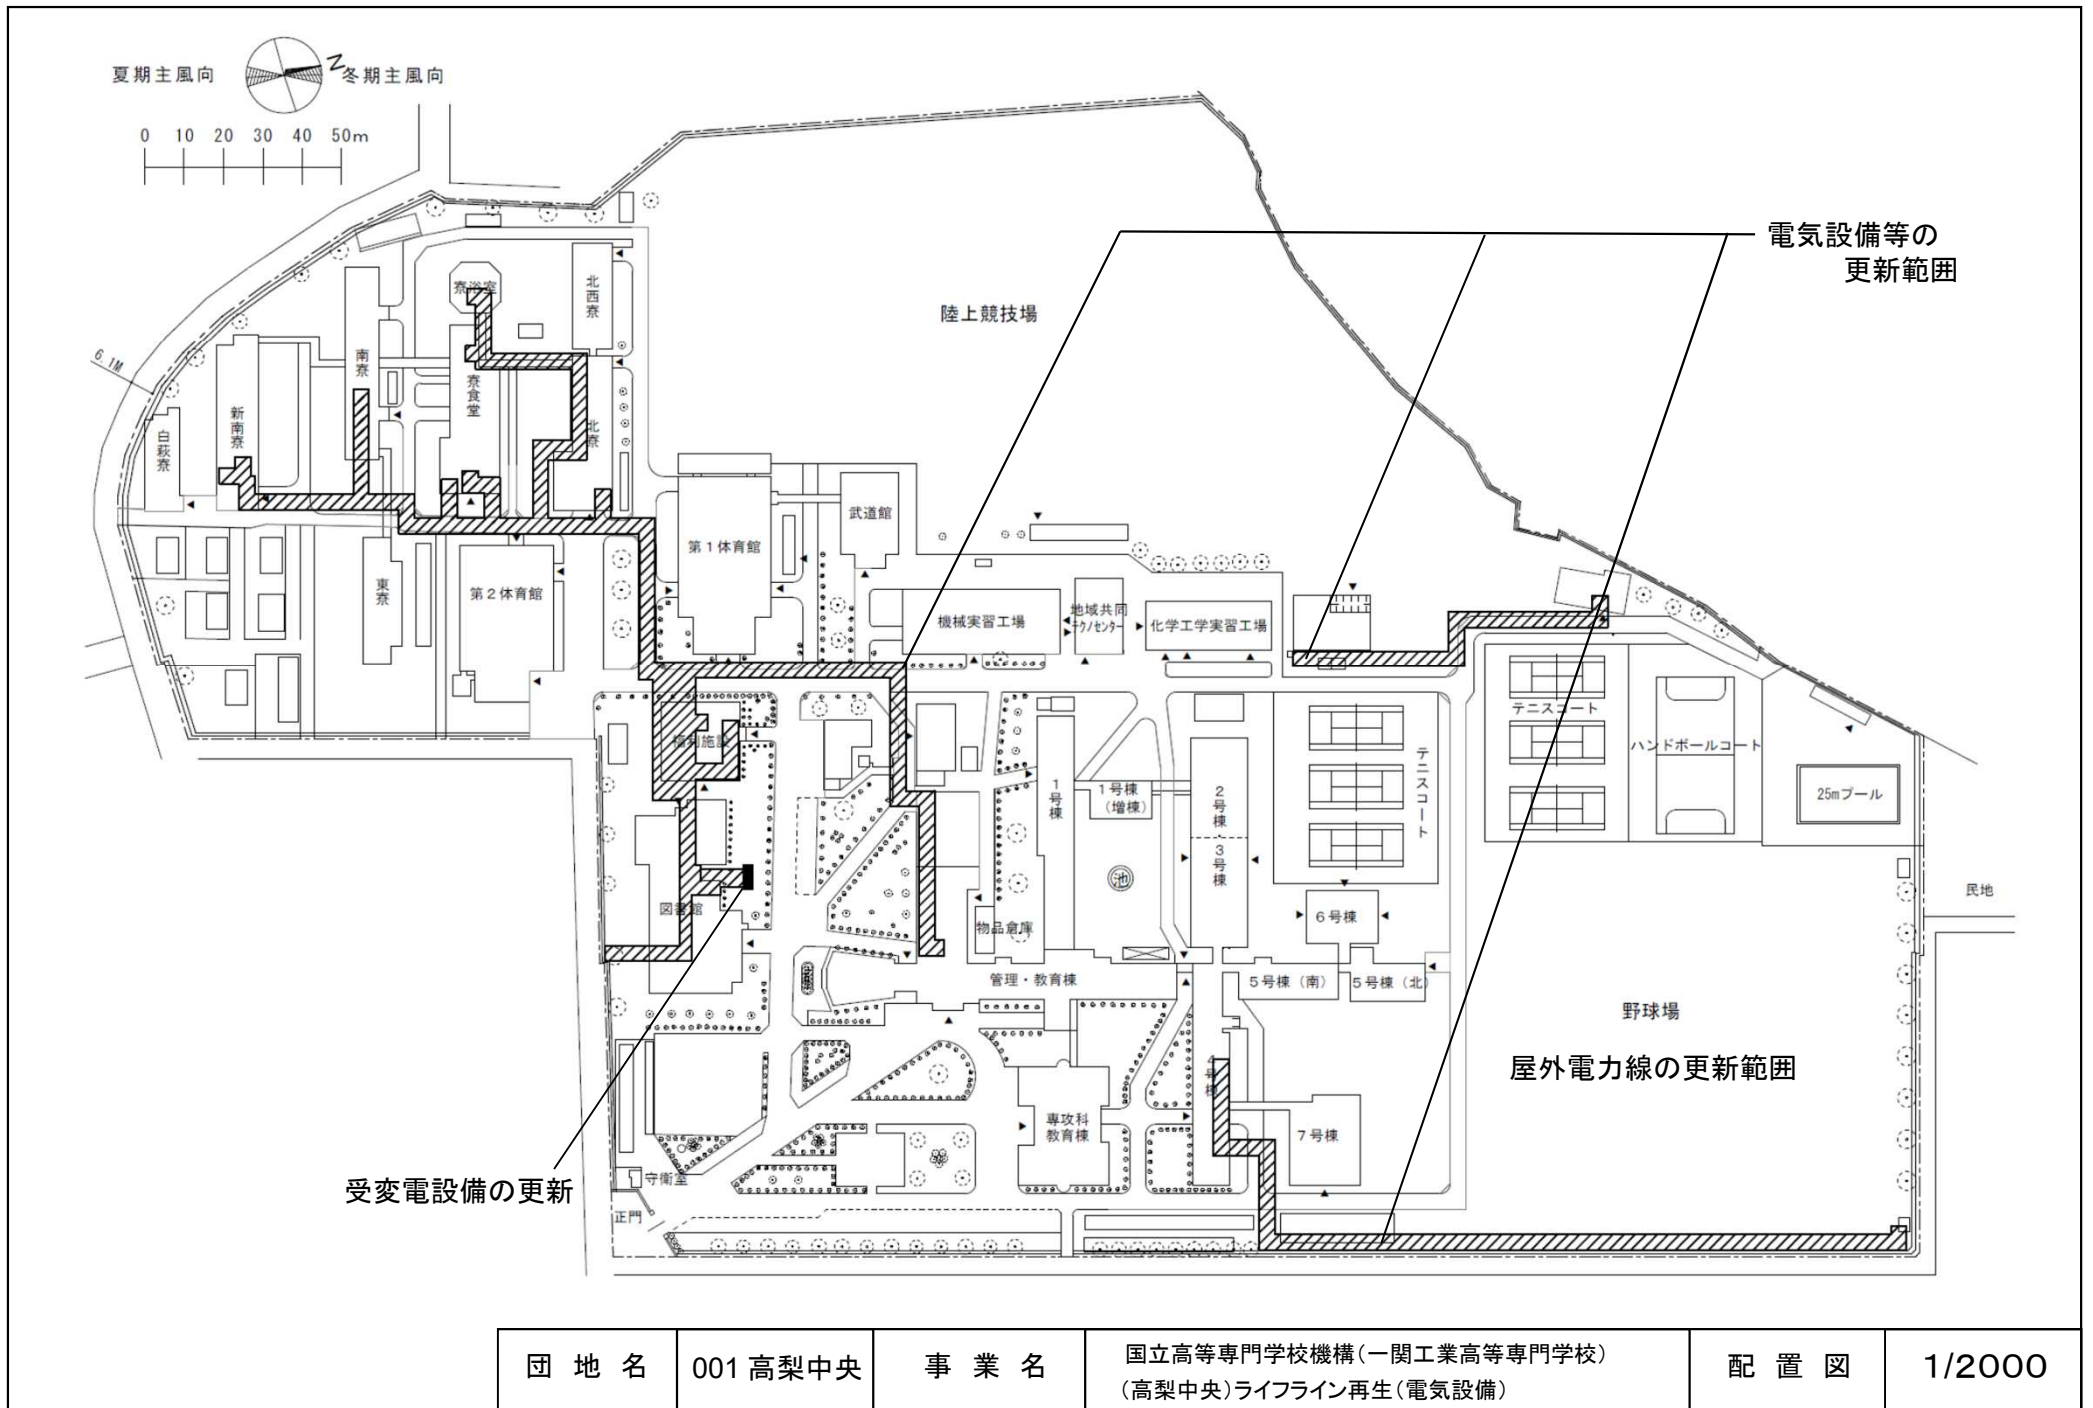 夏期主風向
N
冬期主風向
0 10 20 30 40 50m
6.1M
電気設備等の
更新範囲
陸上競技場
寮浴室
北西寮
南寮
寮食堂
新南寮
白萩寮
北寮
武道館
第1体育館
東寮
第2体育館
機械実習工場
地域共同
テクノセンター
化学工学実習工場
福利施設
テニスコート
ハンドボールコート
25mプール
テニスコート
1号棟
1号棟
(増棟)
2号棟・3号棟
池
6号棟
民地
図書館
物品倉庫
管理・教育棟
5号棟(南)
5号棟(北)
野球場
屋外電力線の更新範囲
4号棟
専攻科
教育棟
7号棟
受変電設備の更新
守衛室
正門
団地名
001 高梨中央
事業名
国立高等専門学校機構(一関工業高等専門学校)
(高梨中央)ライフライン再生(電気設備)
配置図
1/2000